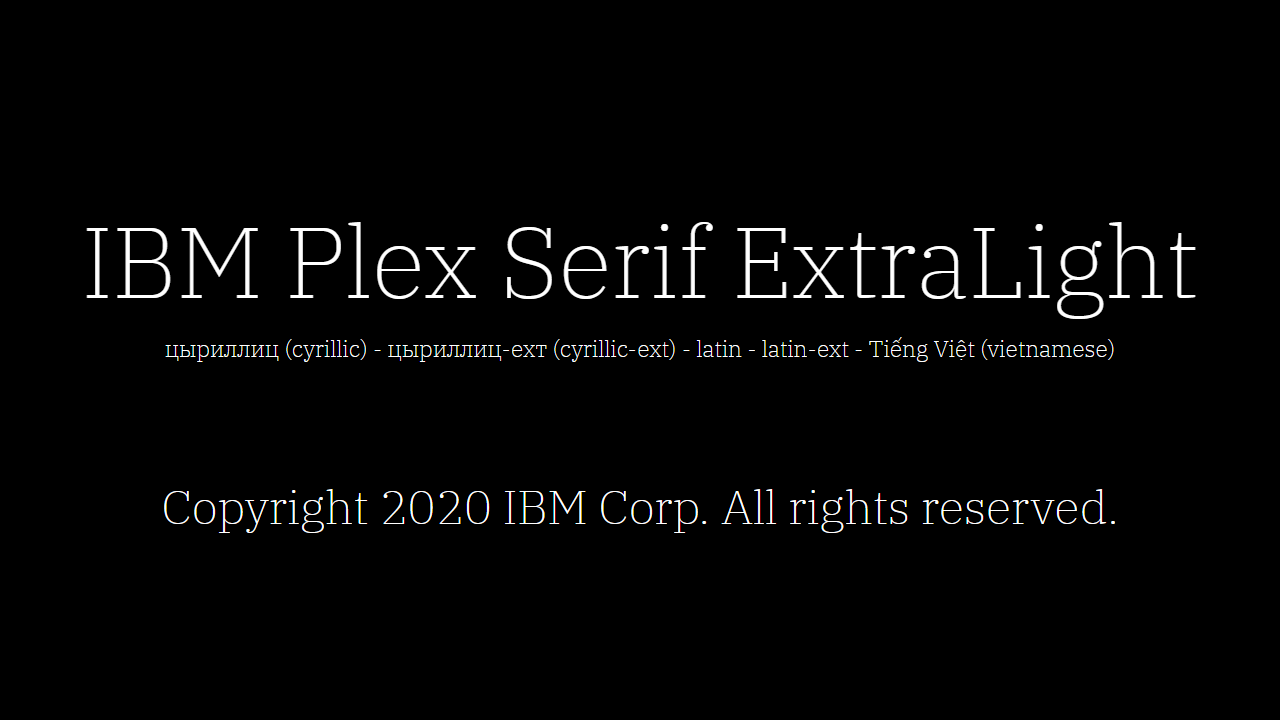 IBM Plex Serif ExtraLight
цыриллиц (cyrillic) - цыриллиц-ехт (cyrillic-ext) - latin - latin-ext - Tiếng Việt (vietnamese)
Copyright 2020 IBM Corp. All rights reserved.